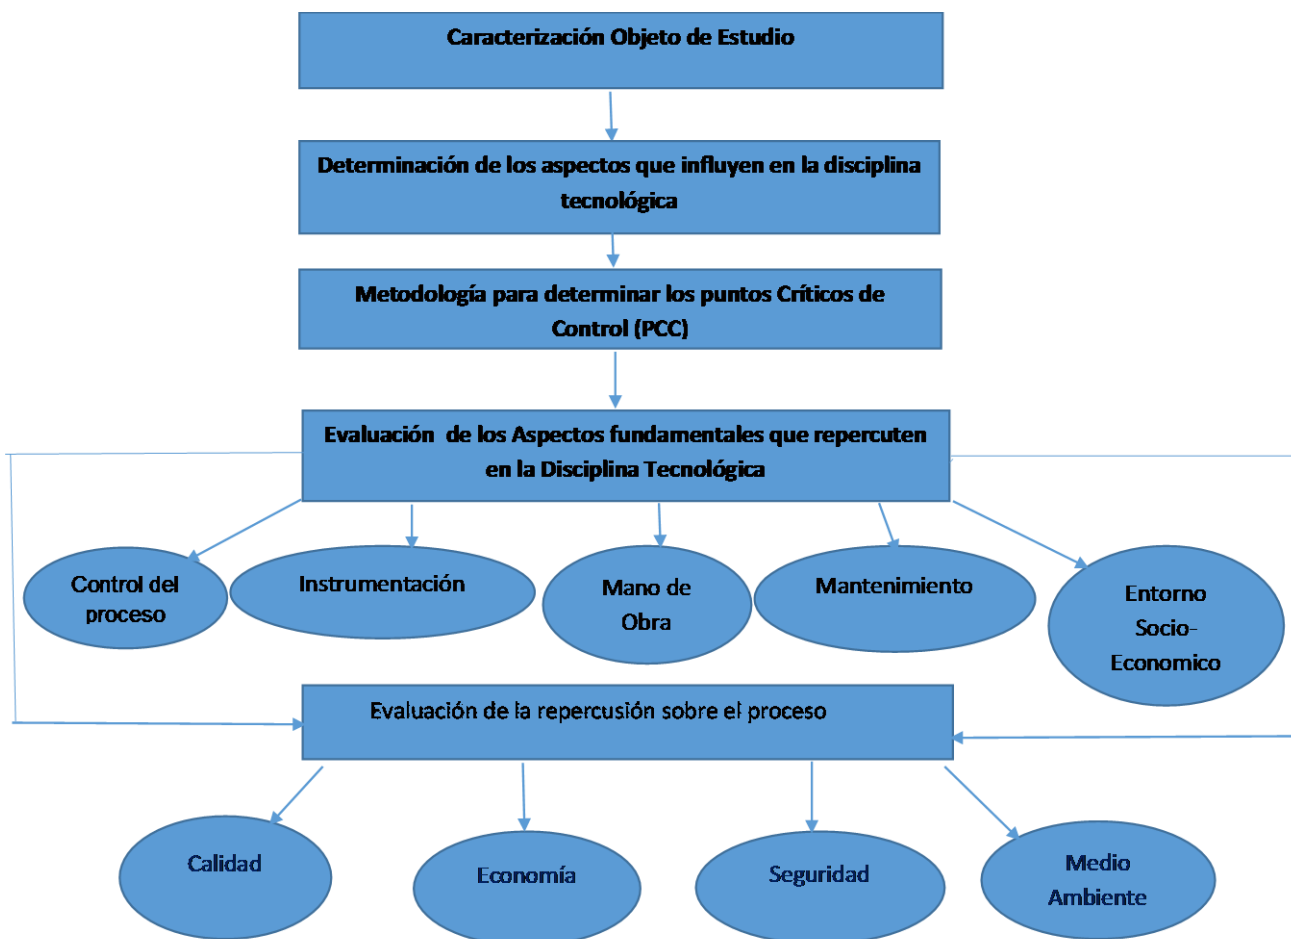 Caracterización Objeto de Estudio
Determinación de los aspectos que influyen en la disciplina
tecnológica
Metodología para determinar los puntos Críticos de
Control (PCC)
Evaluación de los Aspectos fundamentales que repercuten
en la Disciplina Tecnológica
Control del
proceso
Instrumentación
Mano de
Obra
Mantenimiento
Entorno
Socio-
Economico
Evaluación de la repercusión sobre el proceso
Calidad
Economía
Seguridad
Medio
Ambiente